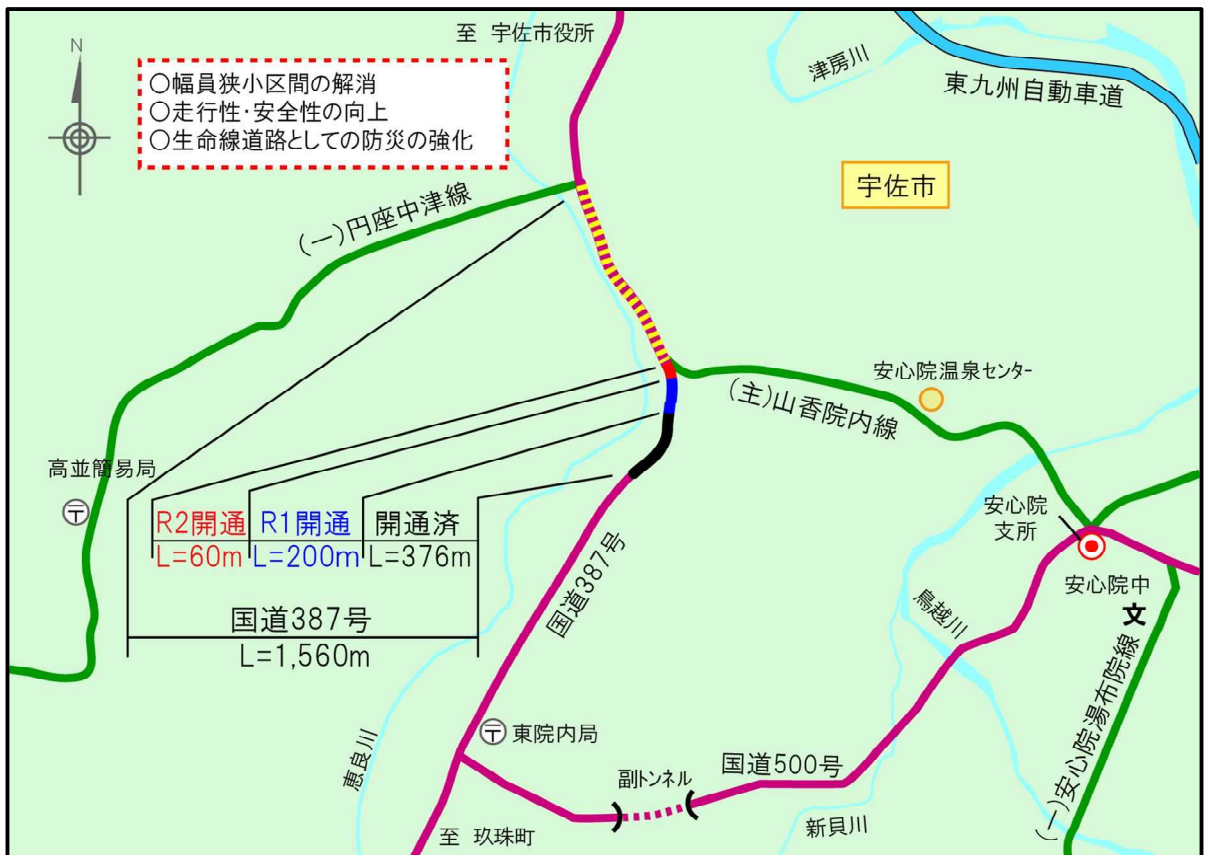 至 宇佐市役所
N
○幅員狭小区間の解消
○走行性・安全性の向上
○生命線道路としての防災の強化
津房川
東九州自動車道
宇佐市
(一)円座中津線
安心院温泉センター
(主)山香院内線
高並簡易局
〒
R2開通 R1開通 開通済
L=60m L=200m L=376m
国道387号
L=1,560m
国道387号
安心院
支所
安心院中
文
鳥越川
(一)安心院湯布院線
〒 東院内局
恵良川
国道500号
副トンネル
新貝川
至 玖珠町